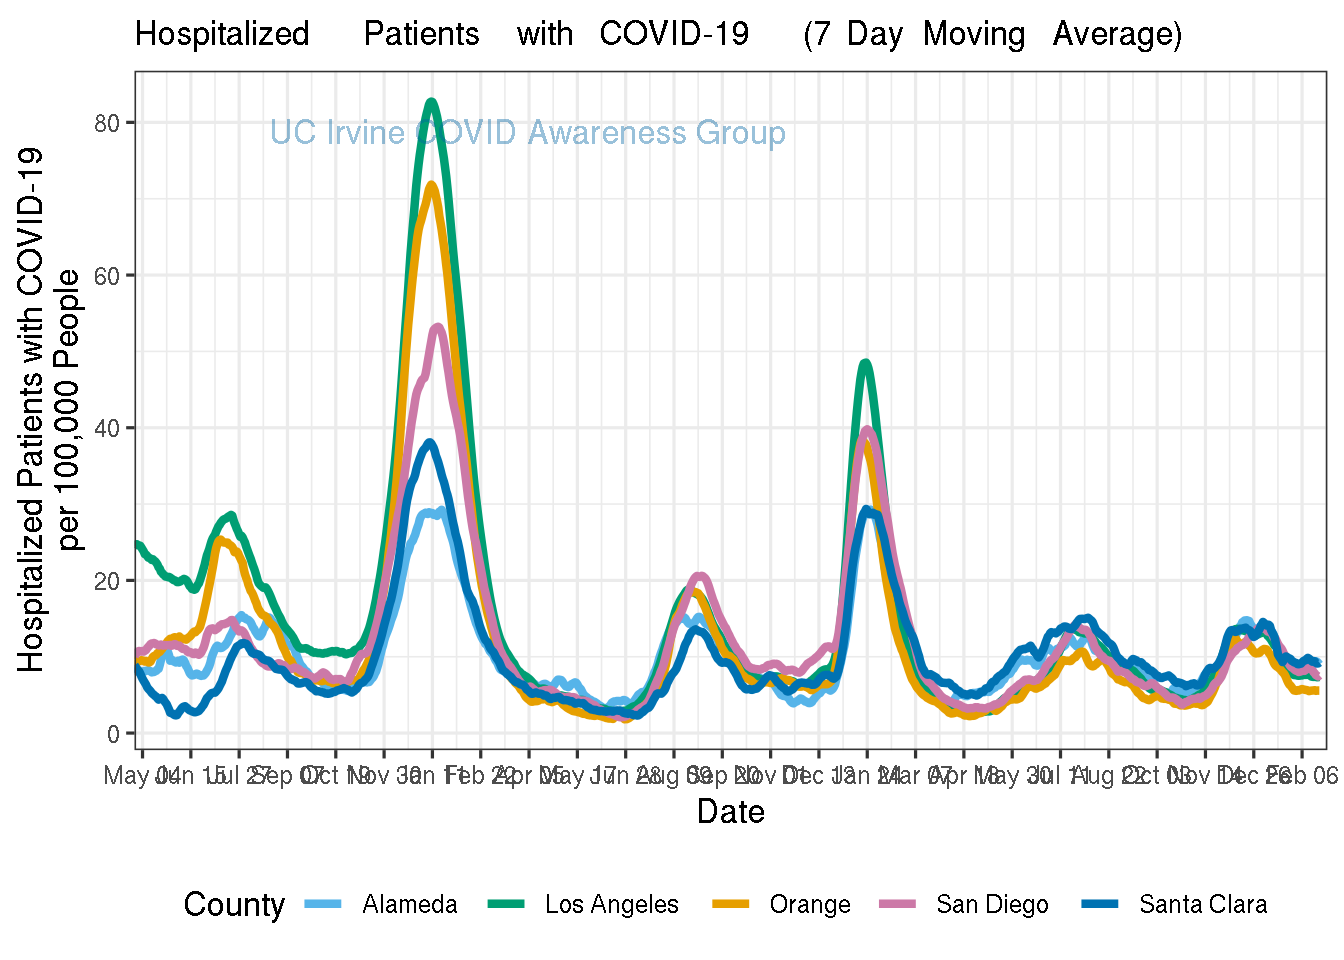 Hospitalized Patients with COVID-19 (7 Day Moving Average)
UC Irvine COVID Awareness Group
Hospitalized Patients with COVID-19
per 100,000 People
80
60
40
20
0
May 04 Jun 15 Jul 27 Sep 07 Oct 19 Nov 30 Jan 11 Feb 22 Apr 05 May 17 Jun 28 Aug 09 Sep 20 Nov 01 Dec 13 Jan 24 Mar 07 Apr 18 May 30 Jul 11 Aug 22 Oct 03 Nov 14 Dec 26 Feb 06
Date
County Alameda Los Angeles Orange San Diego Santa Clara